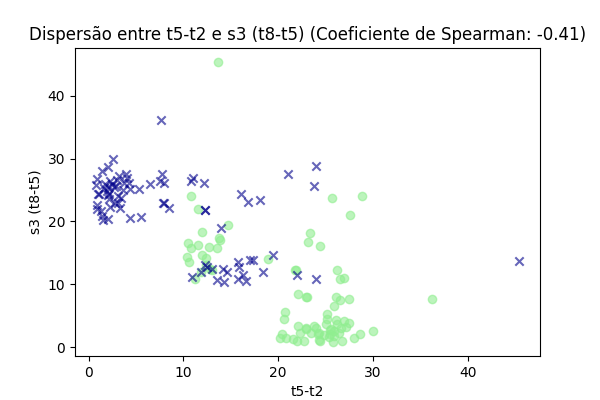 Dispersão entre t5-t2 e s3 (t8-t5) (Coeficiente de Spearman: -0.41)
s3 (t8-t5)
40
30
20
10
0
0 10 20 30 40
t5-t2